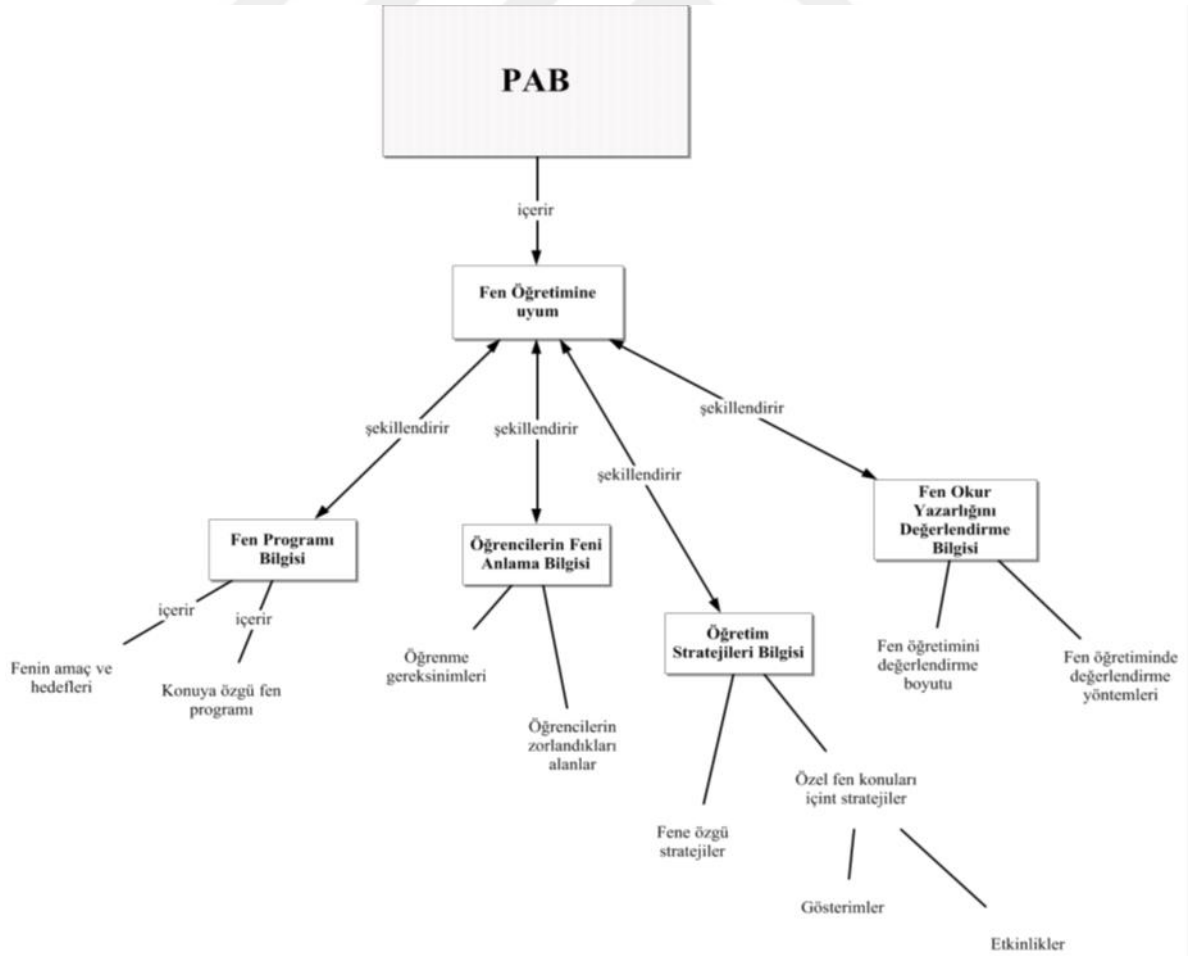 PAB
içerir
Fen Öğretimine
uyum
şekillendirir
şekillendirir
şekillendirir
şekillendirir
Fen Programı
Bilgisi
içerir
içerir
Fenin amaç ve
hedefleri
Konuya özgü fen
programı
Öğrencilerin Feni
Anlama Bilgisi
Öğrenme
gereksinimleri
Öğrencilerin
zorlandıkları
alanlar
Öğretim
Stratejileri Bilgisi
Fene özgü
stratejiler
Özel fen konuları
içint stratejiler
Gösterimler
Etkinlikler
Fen Okur
Yazarlığını
Değerlendirme
Bilgisi
Fen öğretimini
değerlendirme
boyutu
Fen öğretiminde
değerlendirme
yöntemleri